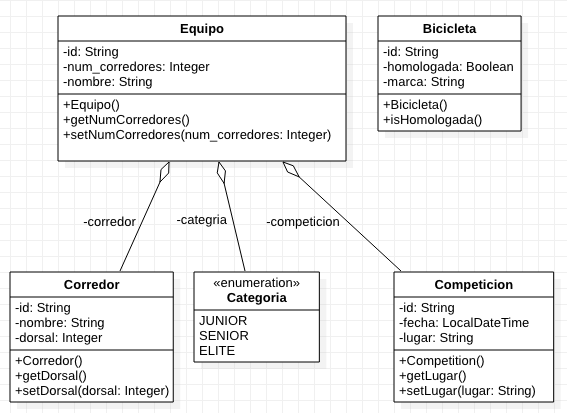 Equipo
-id: String
-num_corredores: Integer
-nombre: String
+Equipo()
+getNumCorredores()
+setNumCorredores(num_corredores: Integer)
Bicicleta
-id: String
-homologada: Boolean
-marca: String
+Bicicleta()
+isHomologada()
-corredor
-categria
-competicion
Corredor
-id: String
-nombre: String
-dorsal: Integer
+Corredor()
+getDorsal()
+setDorsal(dorsal: Integer)
«enumeration»
Categoria
JUNIOR
SENIOR
ELITE
Competicion
-id: String
-fecha: LocalDateTime
-lugar: String
+Competition()
+getLugar()
+setLugar(lugar: String)